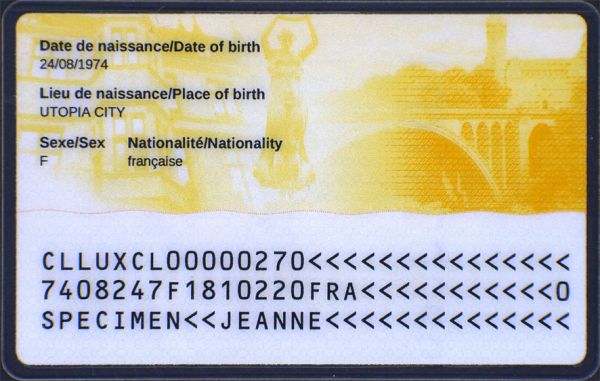 Date de naissance/Date of birth
24/08/1974
Lieu de naissance/Place of birth
UTOPIA CITY
Sexe/Sex Nationalité/Nationality
F française
CLLUXCL00000270<<<<<<<<<<<<<<<
7408247F1810220FRA<<<<<<<<<<<0
SPECIMEN<<JEANNE<<<<<<<<<<<<<<